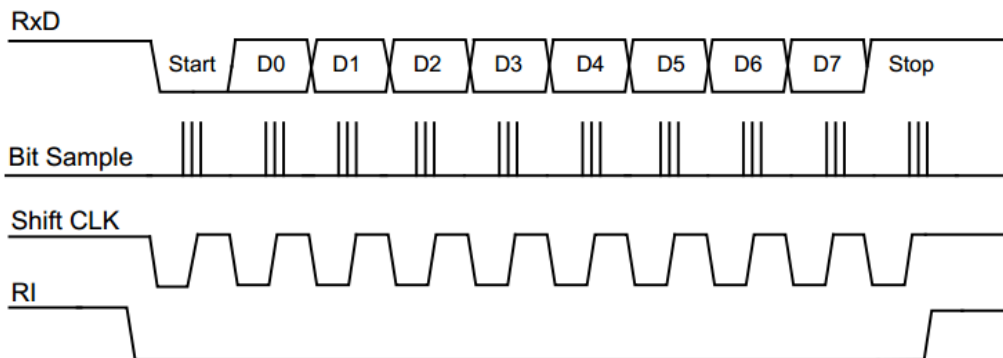 RxD
Start D0 D1 D2 D3 D4 D5 D6 D7 Stop
Bit Sample
Shift CLK
RI